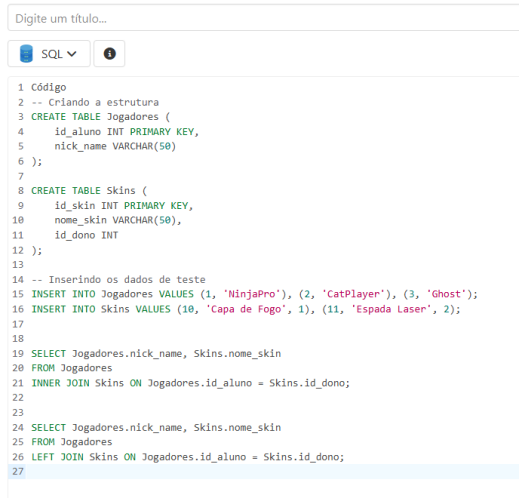 Digite um título...
SQL
1 Código
2 -- Criando a estrutura
3 CREATE TABLE Jogadores (
4     id_aluno INT PRIMARY KEY,
5     nick_name VARCHAR(50)
6 );
7
8 CREATE TABLE Skins (
9     id_skin INT PRIMARY KEY,
10     nome_skin VARCHAR(50),
11     id_dono INT
12 );
13
14 -- Inserindo os dados de teste
15 INSERT INTO Jogadores VALUES (1, 'NinjaPro'), (2, 'CatPlayer'), (3, 'Ghost');
16 INSERT INTO Skins VALUES (10, 'Capa de Fogo', 1), (11, 'Espada Laser', 2);
17
18
19 SELECT Jogadores.nick_name, Skins.nome_skin
20 FROM Jogadores
21 INNER JOIN Skins ON Jogadores.id_aluno = Skins.id_dono;
22
23
24 SELECT Jogadores.nick_name, Skins.nome_skin
25 FROM Jogadores
26 LEFT JOIN Skins ON Jogadores.id_aluno = Skins.id_dono;
27